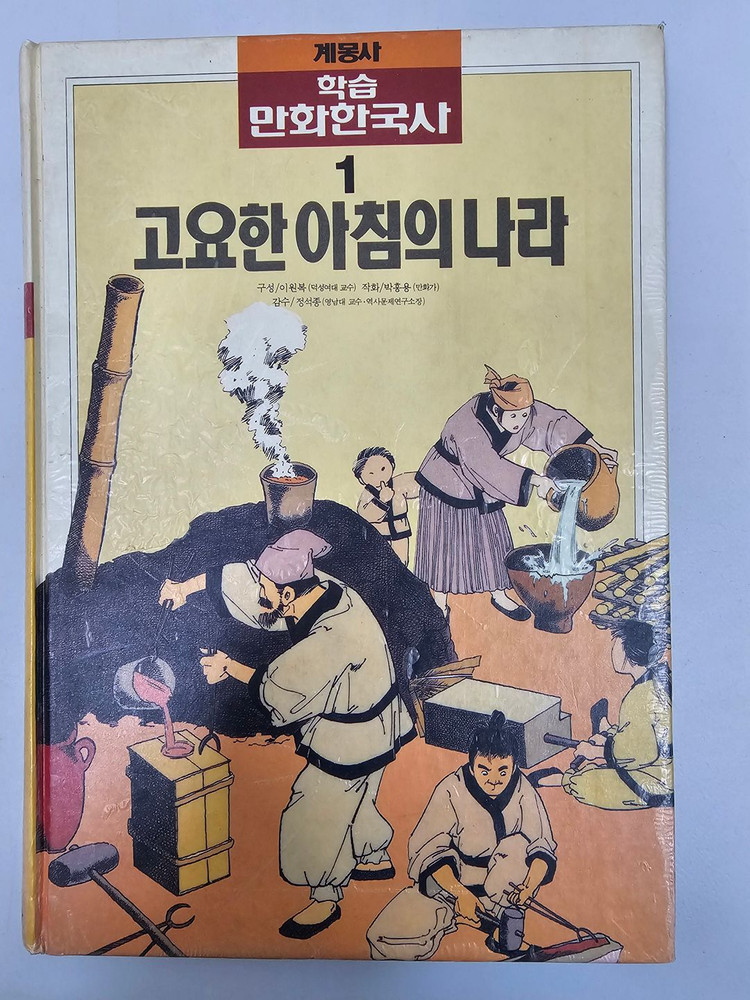 계몽사
학습
만화한국사
1
고요한 아침의 나라
구성/이원복(덕성여대 교수) 작화/박흥용(만화가)
감수/정석종(영남대 교수·역사문제연구소장)